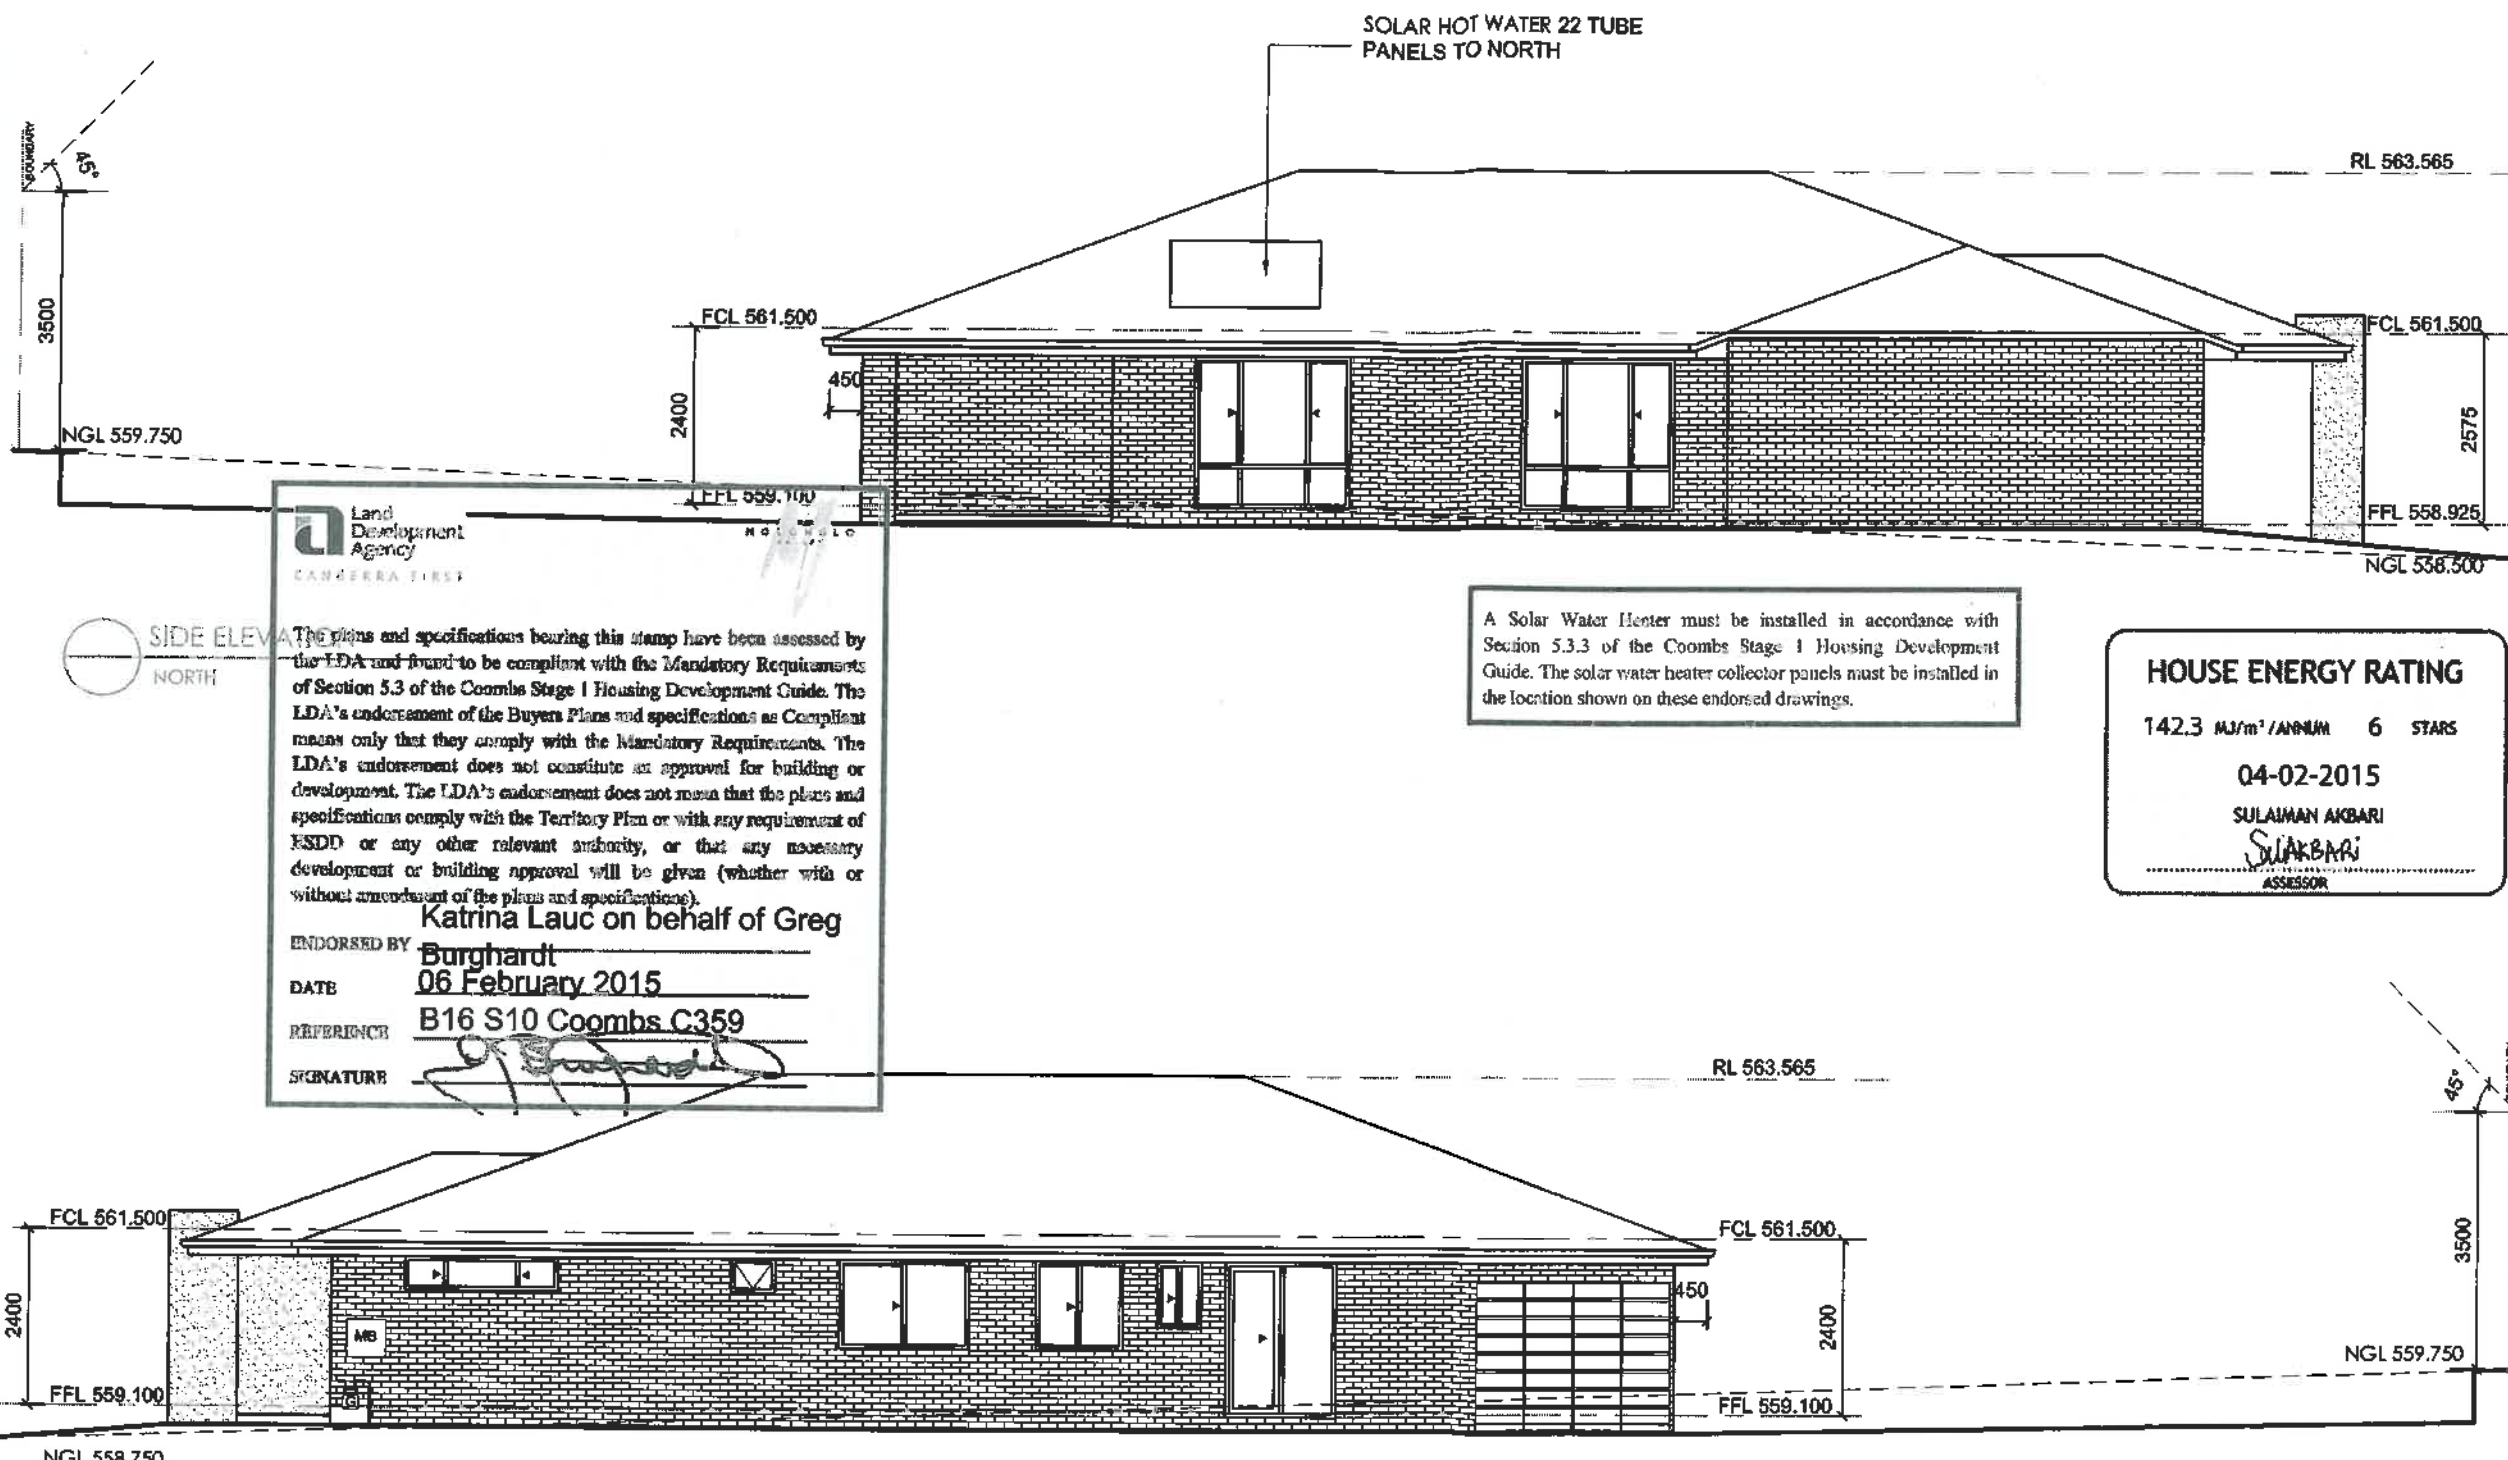 SOLAR HOT WATER 22 TUBE
PANELS TO NORTH
BOUNDARY
45°
3500
NGL 559.750
RL 563.565
FCL 561.500
450
2400
FFL 559.100
FCL 561.500
2575
FFL 558.925
NGL 558.500
SIDE ELEVATION
NORTH
Land
Development
Agency
CANBERRA FIRST
MOLONGLO
The plans and specifications bearing this stamp have been assessed by
the LDA and found to be compliant with the Mandatory Requirements
of Section 5.3 of the Coombs Stage 1 Housing Development Guide. The
LDA's endorsement of the Buyers Plans and specifications as Compliant
means only that they comply with the Mandatory Requirements. The
LDA's endorsement does not constitute an approval for building or
development. The LDA's endorsement does not mean that the plans and
specifications comply with the Territory Plan or with any requirement of
ESDD or any other relevant authority, or that any necessary
development or building approval will be given (whether with or
without amendment of the plans and specifications).
ENDORSED BY Katrina Lauc on behalf of Greg
Burghardt
DATE 06 February 2015
REFERENCE B16 S10 Coombs C359
SIGNATURE
A Solar Water Heater must be installed in accordance with
Section 5.3.3 of the Coombs Stage 1 Housing Development
Guide. The solar water heater collector panels must be installed in
the location shown on these endorsed drawings.
HOUSE ENERGY RATING
142.3 MJ/m²/ANNUM 6 STARS
04-02-2015
SULAIMAN AKBARI
SulAKBARi
ASSESSOR
RL 563.565
45°
3500
FCL 561.500
2400
FFL 559.100
NGL 558.750
MB
G
FCL 561.500
450
2400
FFL 559.100
NGL 559.750